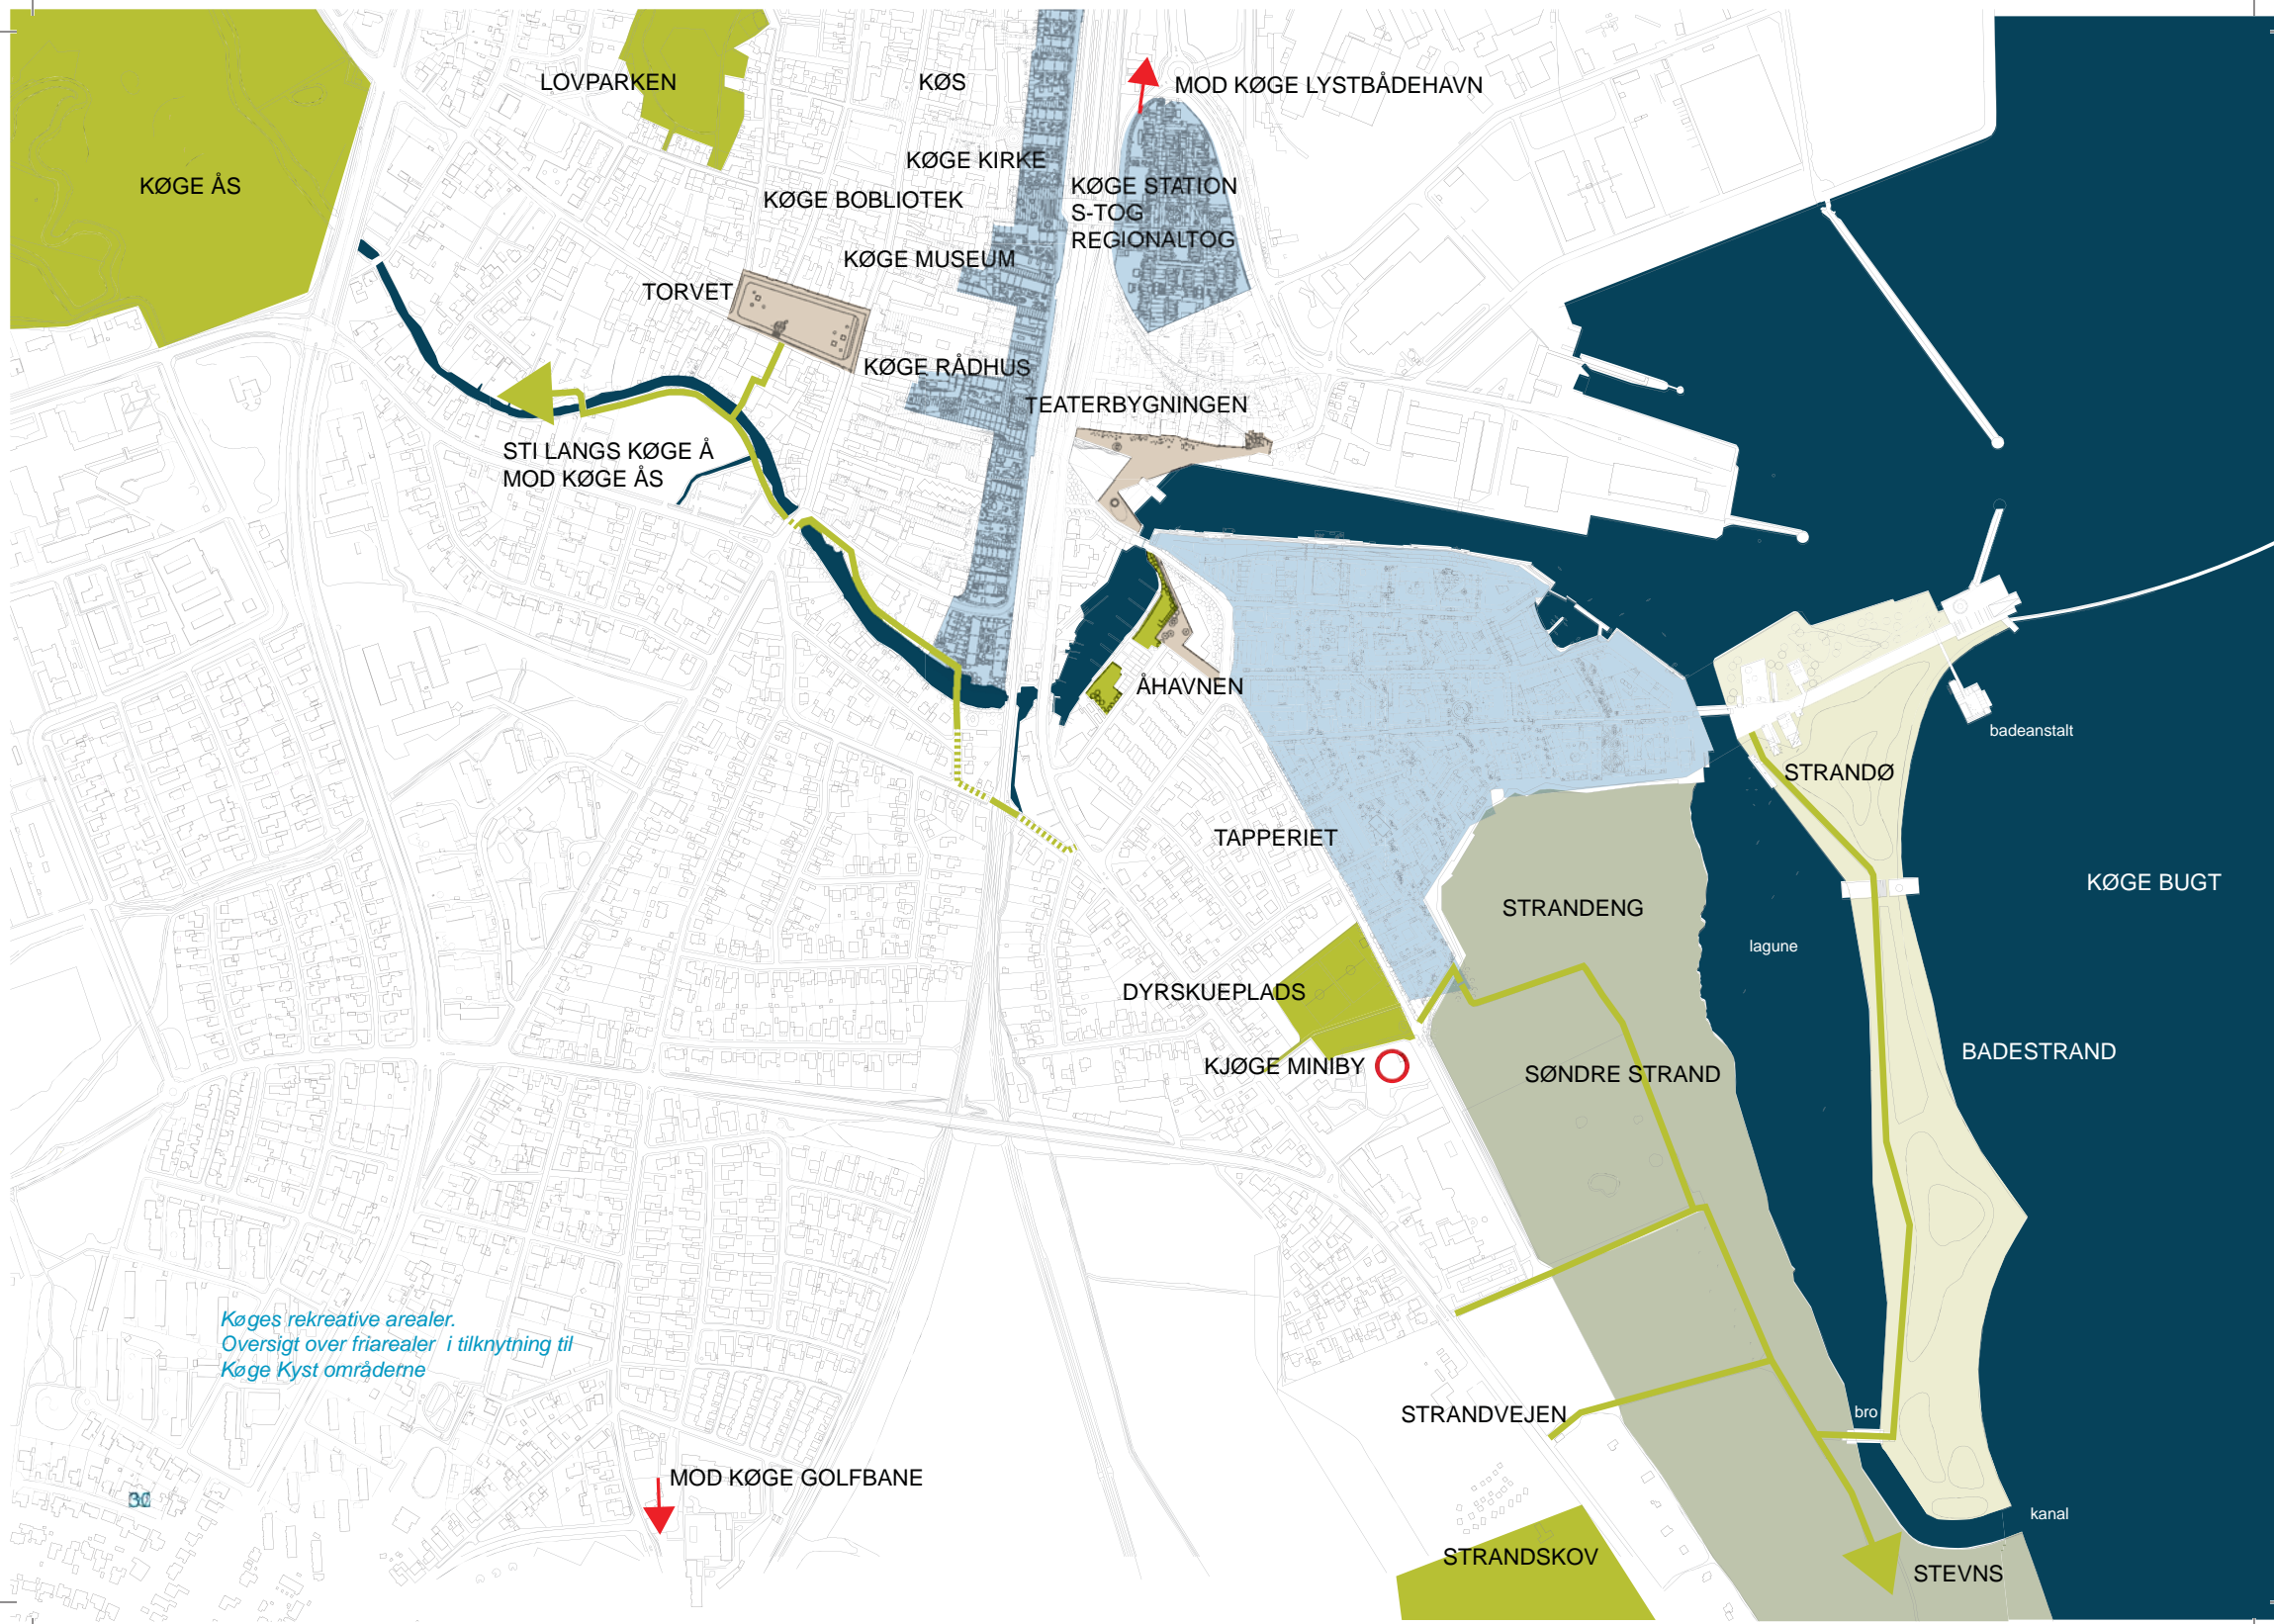 LOVPARKEN
KØS
MOD KØGE LYSTBÅDEHAVN
KØGE ÅS
KØGE KIRKE
KØGE BOBLIOTEK
KØGE STATION
S-TOG
REGIONALTOG
KØGE MUSEUM
TORVET
KØGE RÅDHUS
TEATERBYGNINGEN
STI LANGS KØGE Å
MOD KØGE ÅS
ÅHAVNEN
badeanstalt
STRANDØ
TAPPERIET
KØGE BUGT
STRANDENG
lagune
DYRSKUEPLADS
BADESTRAND
KJØGE MINIBY
SØNDRE STRAND
Køges rekreative arealer.
Oversigt over friarealer i tilknytning til
Køge Kyst områderne
STRANDVEJEN
bro
MOD KØGE GOLFBANE
kanal
STRANDSKOV
STEVNS